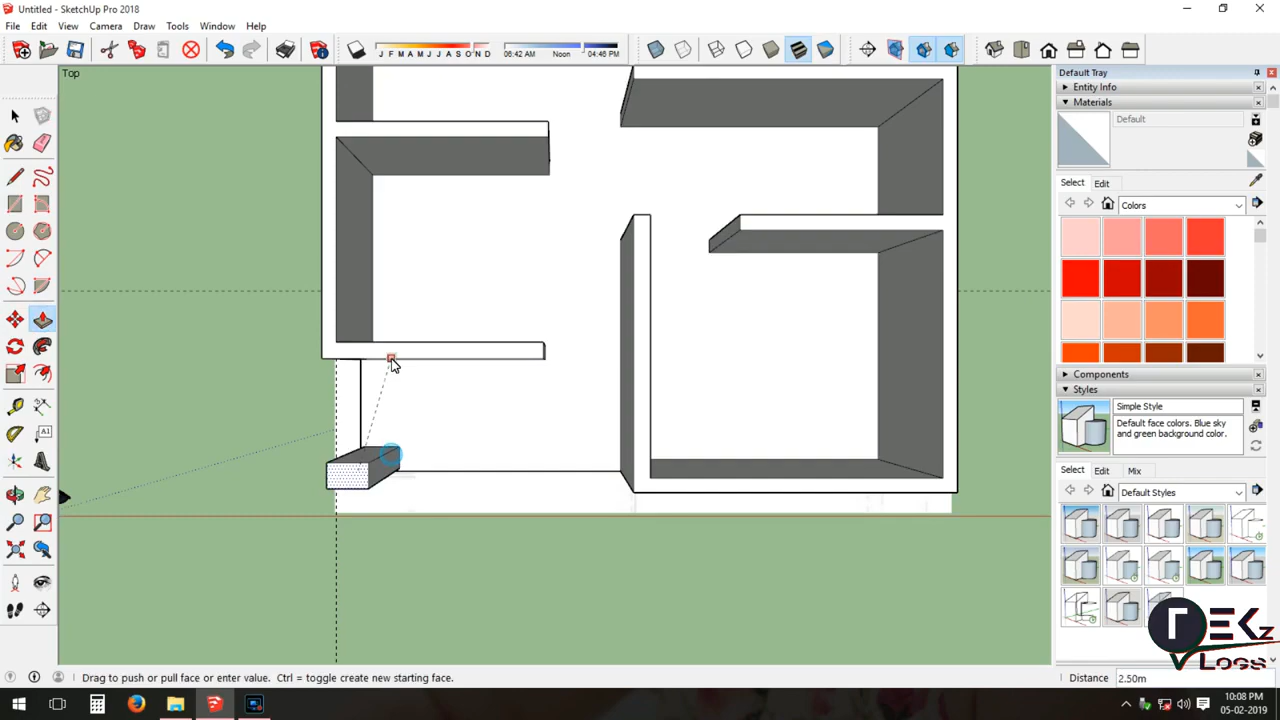 Untitled - SketchUp Pro 2018
File Edit View Camera Draw Tools Window Help
J F M A M J J A S O N D 06:42 AM Noon 04:46 PM
Top
Default Tray
Entity Info
Materials
Default
Select Edit
Colors
Components
Styles
Simple Style
Default face colors. Blue sky and green background color.
Select Edit Mix
Default Styles
A1
TEKz
VLogs
Drag to push or pull face or enter value. Ctrl = toggle create new starting face.
Distance 2.50m
10:08 PM
05-02-2019